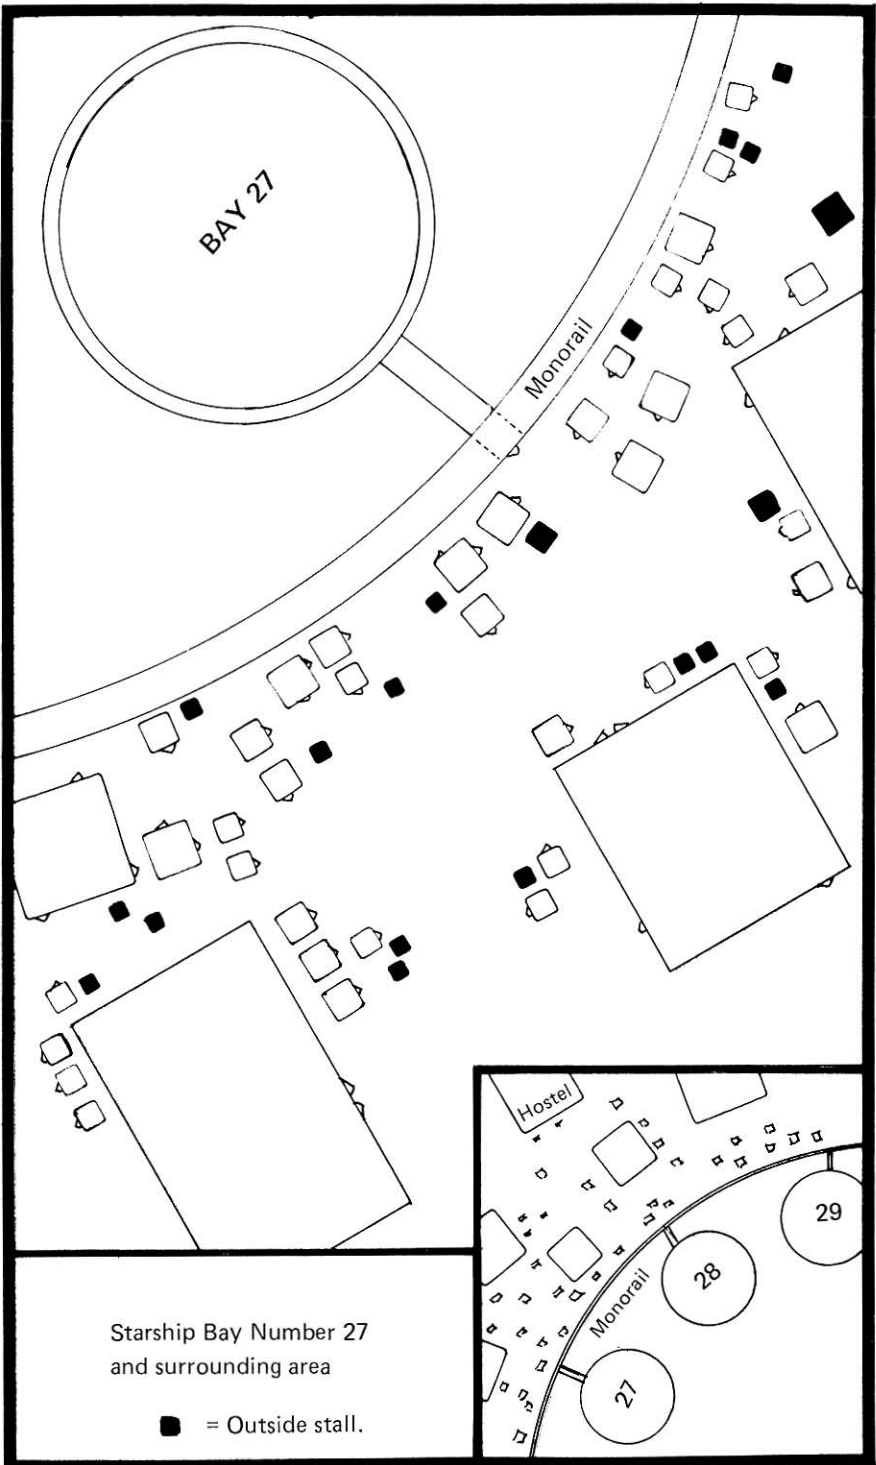 BAY 27
Monorail
Hostel
29
28
Monorail
27
Starship Bay Number 27
and surrounding area
= Outside stall.